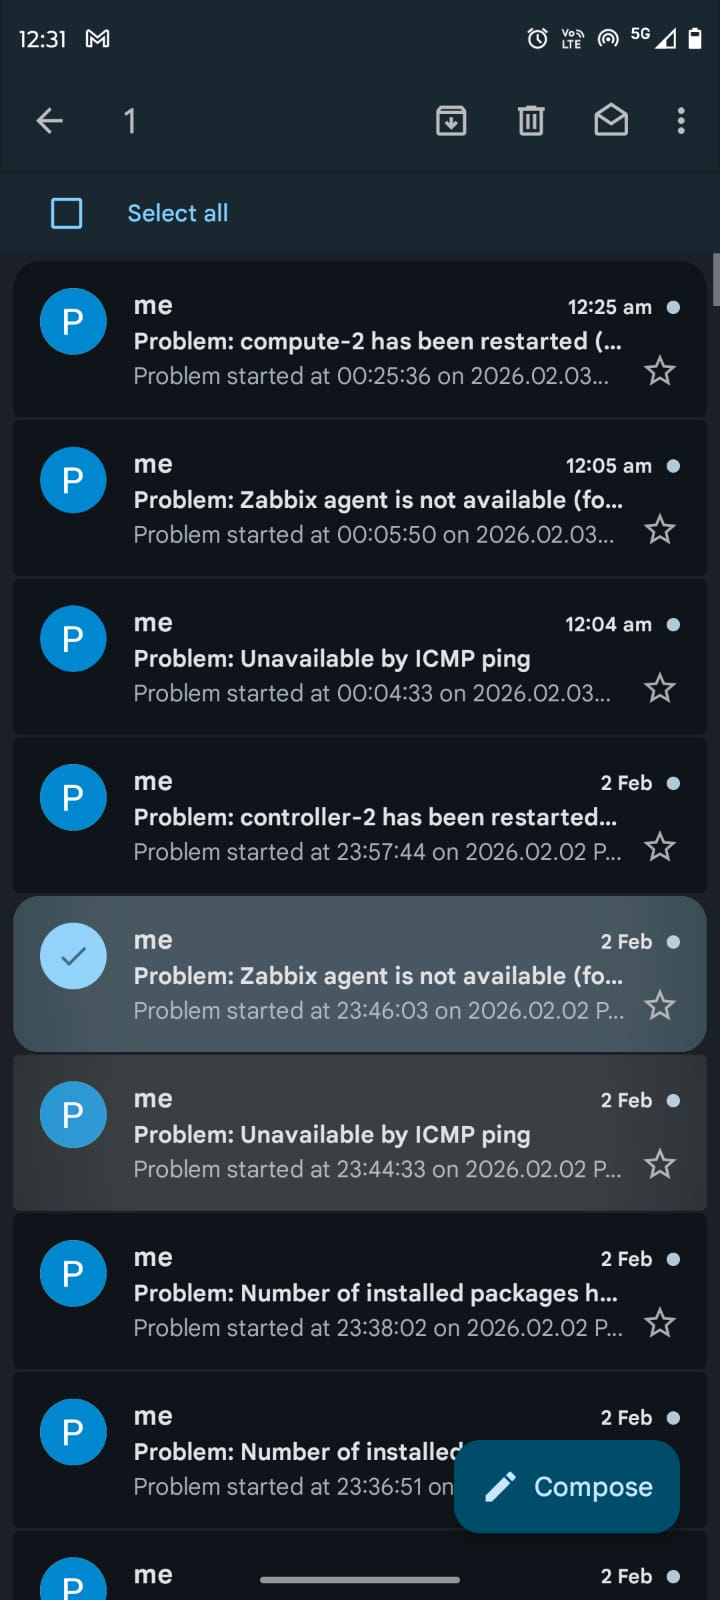 12:31
Vo)) LTE
5G
1
Select all
P
me
12:25 am
Problem: compute-2 has been restarted (...
Problem started at 00:25:36 on 2026.02.03...
P
me
12:05 am
Problem: Zabbix agent is not available (fo...
Problem started at 00:05:50 on 2026.02.03...
P
me
12:04 am
Problem: Unavailable by ICMP ping
Problem started at 00:04:33 on 2026.02.03...
P
me
2 Feb
Problem: controller-2 has been restarted...
Problem started at 23:57:44 on 2026.02.02 P...
me
2 Feb
Problem: Zabbix agent is not available (fo...
Problem started at 23:46:03 on 2026.02.02 P...
P
me
2 Feb
Problem: Unavailable by ICMP ping
Problem started at 23:44:33 on 2026.02.02 P...
P
me
2 Feb
Problem: Number of installed packages h...
Problem started at 23:38:02 on 2026.02.02 P...
P
me
2 Feb
Problem: Number of installed
Problem started at 23:36:51 on
Compose
P
me
2 Feb